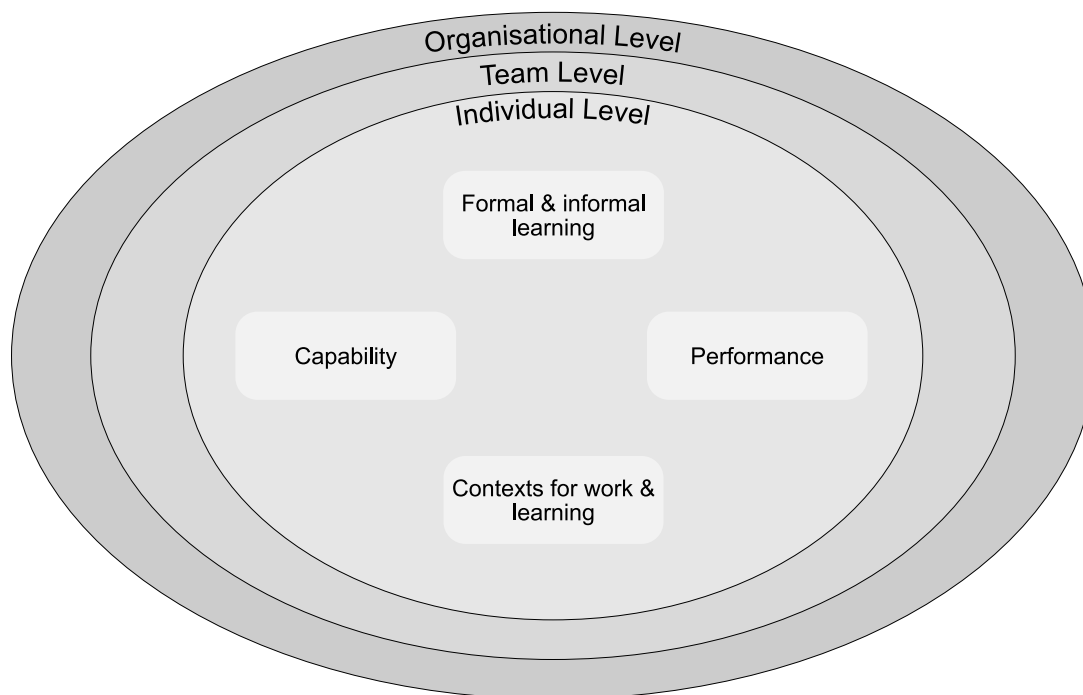 Organisational Level
Team Level
Individual Level
Formal & informal
learning
Capability
Performance
Contexts for work &
learning